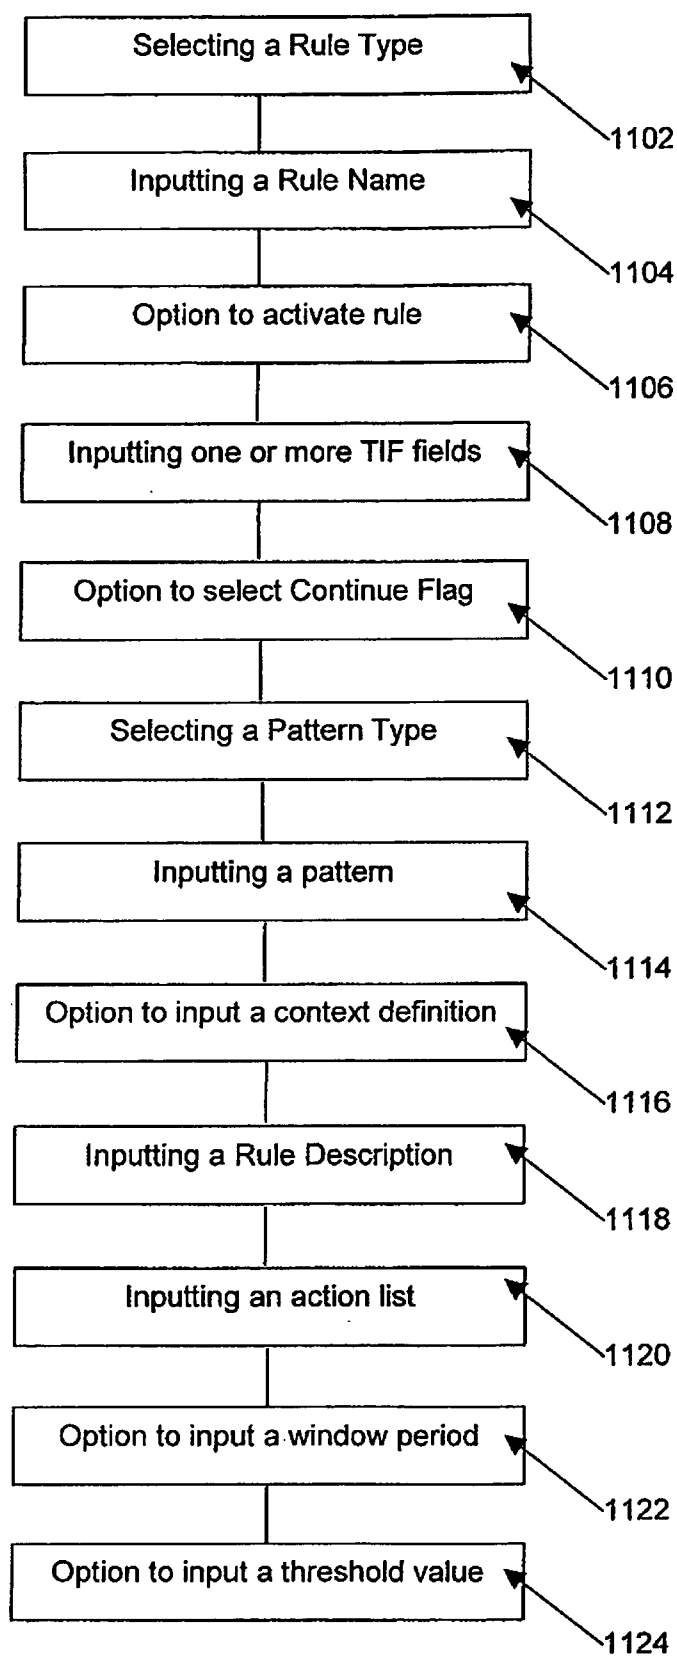 Selecting a Rule Type
1102
Inputting a Rule Name
1104
Option to activate rule
1106
Inputting one or more TIF fields
1108
Option to select Continue Flag
1110
Selecting a Pattern Type
1112
Inputting a pattern
1114
Option to input a context definition
1116
Inputting a Rule Description
1118
Inputting an action list
1120
Option to input a window period
1122
Option to input a threshold value
1124